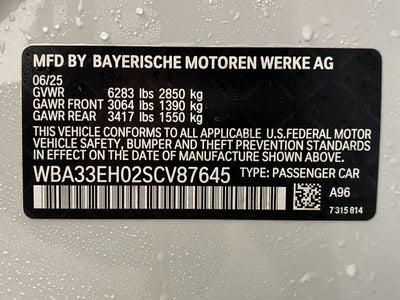 MFD BY BAYERISCHE MOTOREN WERKE AG
06/25
GVWR 6283 lbs 2850 kg
GAWR FRONT 3064 lbs 1390 kg
GAWR REAR 3417 lbs 1550 kg
THIS VEHICLE CONFORMS TO ALL APPLICABLE U.S.FEDERAL MOTOR
VEHICLE SAFETY, BUMPER AND THEFT PREVENTION STANDARDS
IN EFFECT ON THE DATE OF MANUFACTURE SHOWN ABOVE.
WBA33EH02SCV87645 TYPE: PASSENGER CAR
A96
7 315 814